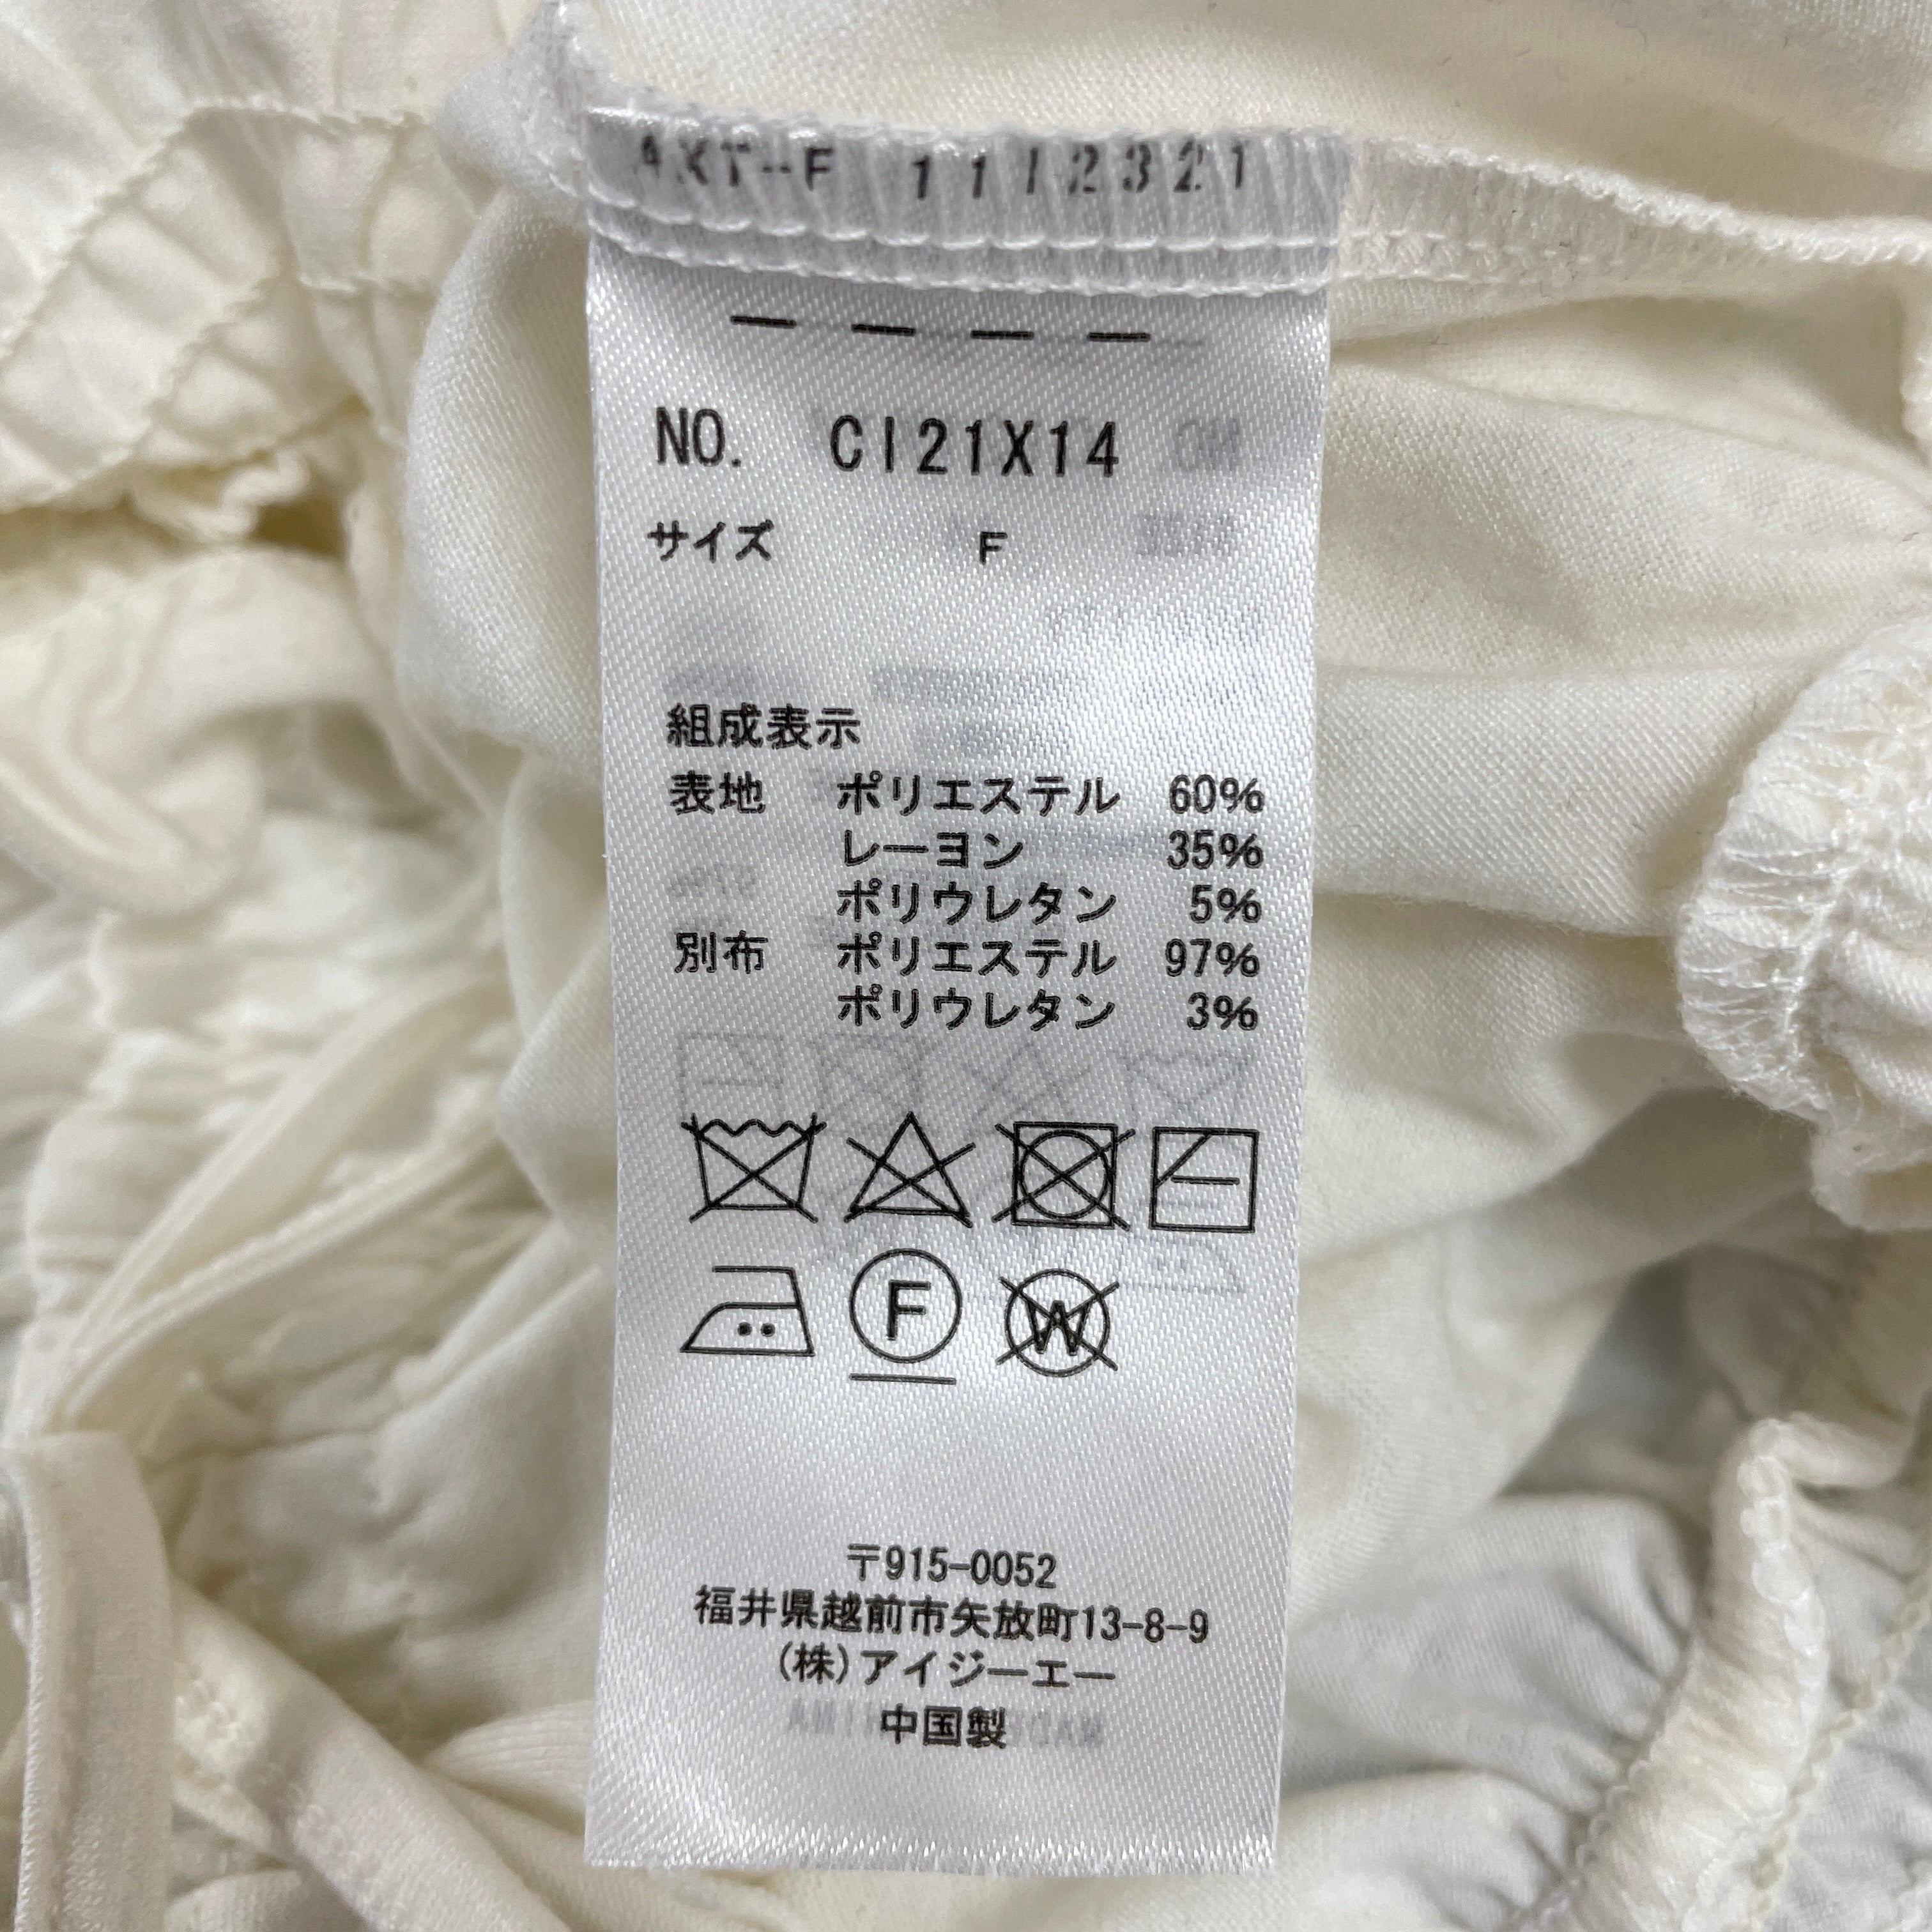 AXT--F 1112321
NO. CI21X14
サイズ F
組成表示
表地 ポリエステル 60%
レーヨン 35%
ポリウレタン 5%
別布 ポリエステル 97%
ポリウレタン 3%
F W
〒915-0052
福井県越前市矢放町13-8-9
(株)アイジーエー
中国製